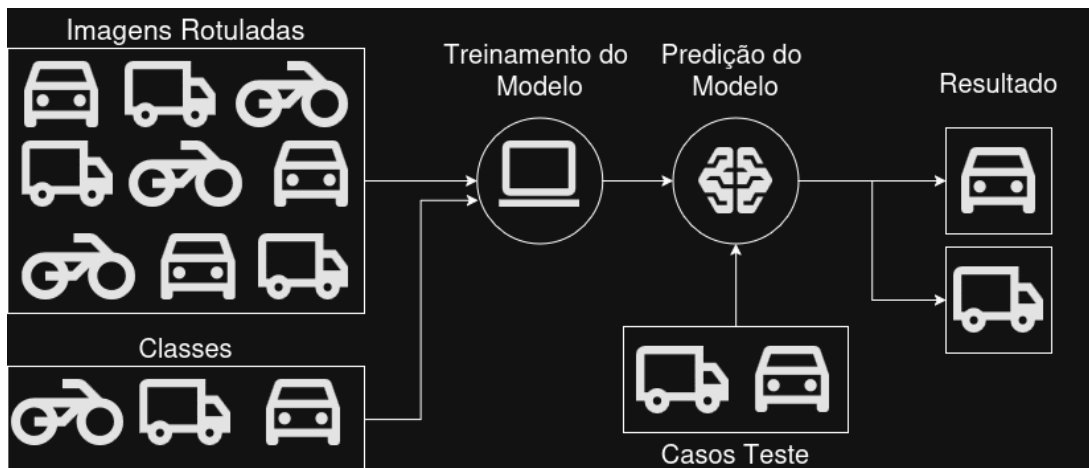 Imagens Rotuladas
Treinamento do
Modelo
Predição do
Modelo
Resultado
Classes
Casos Teste